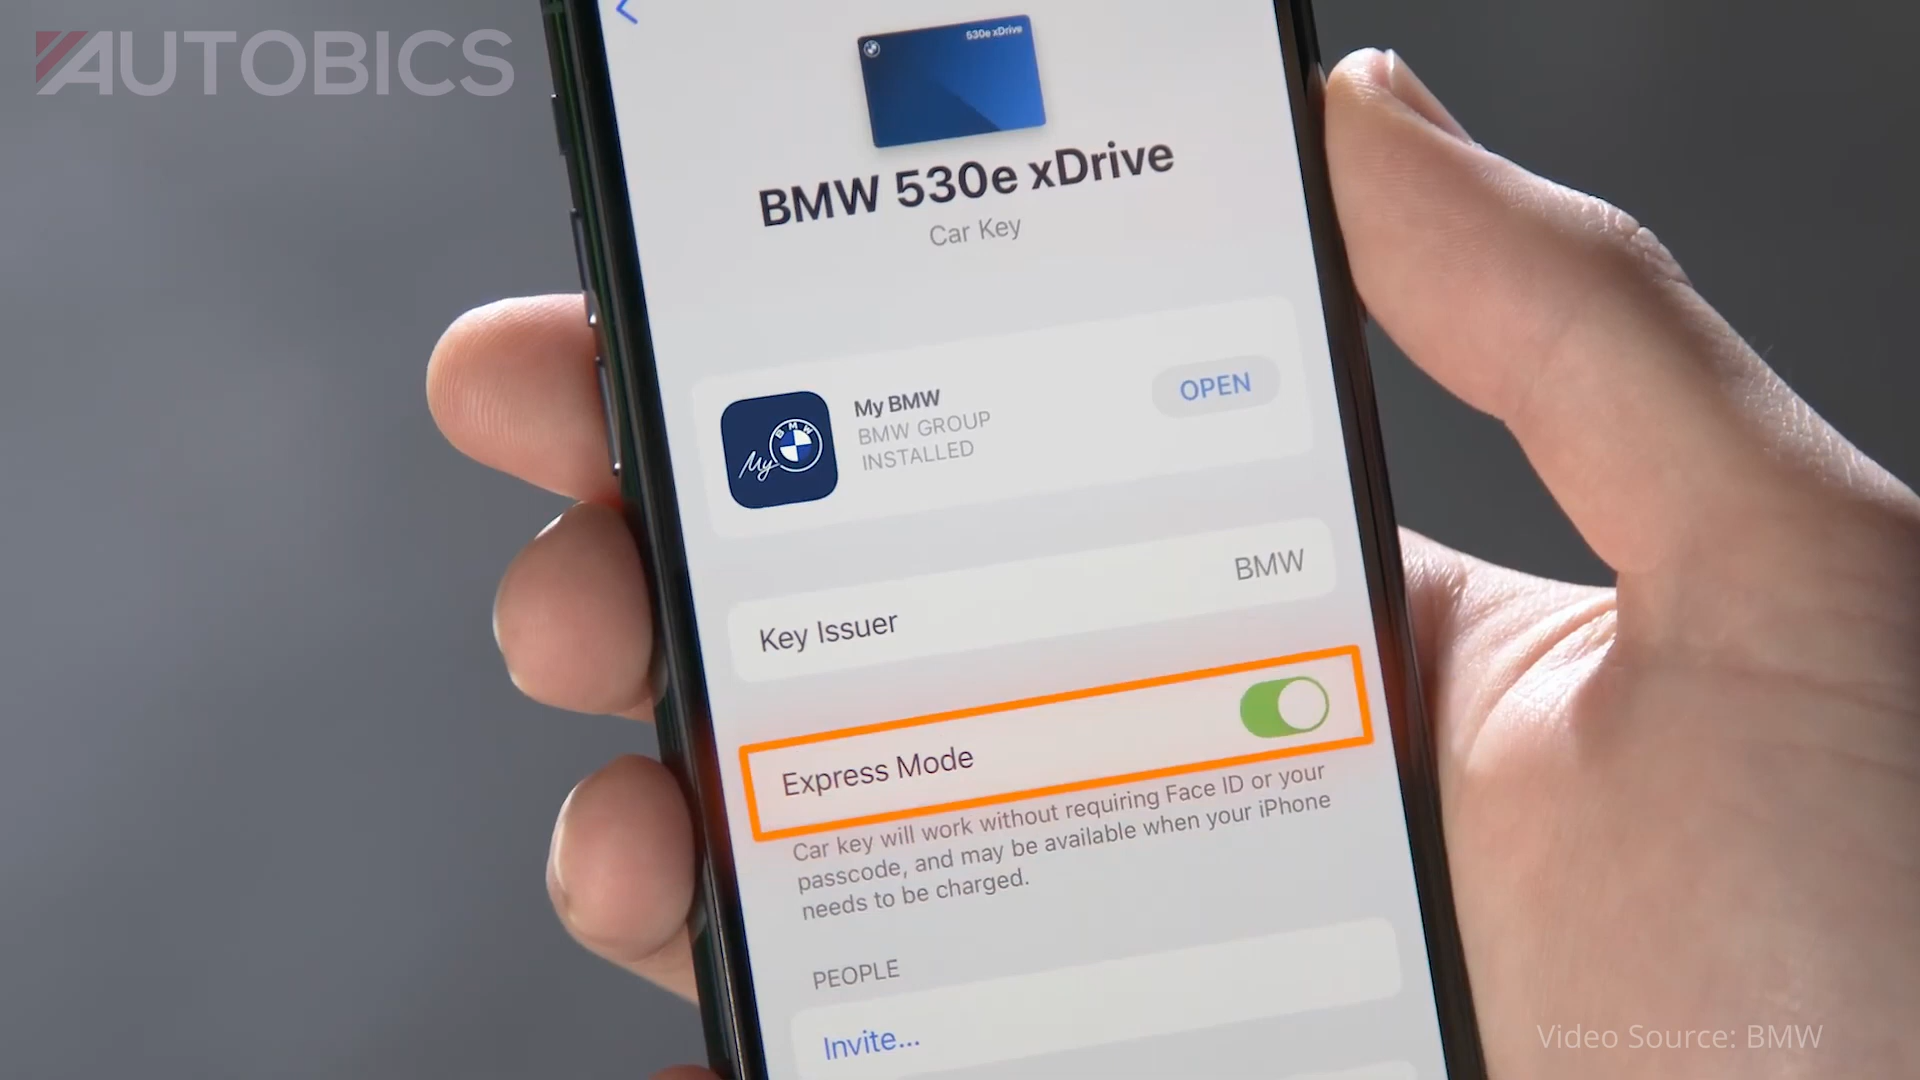 AUTOBICS
530e xDrive
BMW 530e xDrive
Car Key
My BMW
BMW GROUP
INSTALLED
OPEN
BMW
My
Key Issuer
BMW
Express Mode
Car key will work without requiring Face ID or your
passcode, and may be available when your iPhone
needs to be charged.
PEOPLE
Invite...
Video Source: BMW